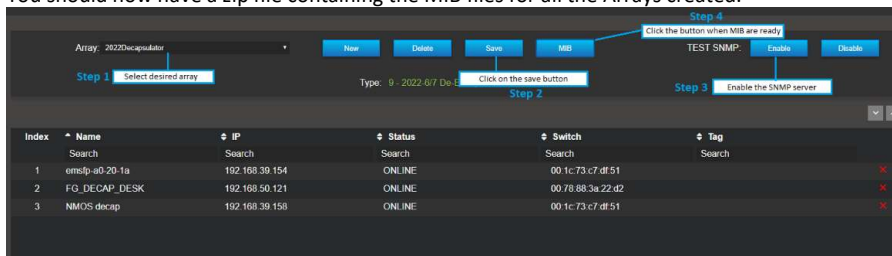 You should now have a zip file containing the MIB files for all the Arrays created.
Step 4
Click the button when MIB are ready
Array: 2022Decapsulator New Delete Save MIB TEST SNMP: Enable Disable
Step 1 Select desired array
Type: 9 - 2022-6/7 De-E Click on the save button
Step 3 Enable the SNMP server
Step 2
Index Name IP Status Switch Tag
Search Search Search Search Search
1 emsfp-a0-20-1a 192.168.39.154 ONLINE 00:1c:73:c7:df:51
2 FG_DECAP_DESK 192.168.50.121 ONLINE 00:78:88:3a:22:d2
3 NMOS decap 192.168.39.158 ONLINE 00:1c:73:c7:df:51